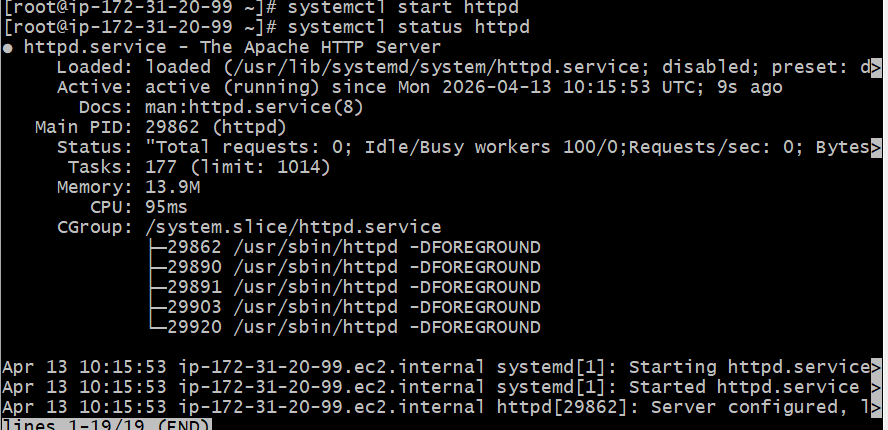 [root@ip-172-31-20-99 ~]# systemctl start httpd
[root@ip-172-31-20-99 ~]# systemctl status httpd
● httpd.service - The Apache HTTP Server
     Loaded: loaded (/usr/lib/systemd/system/httpd.service; disabled; preset: d>
     Active: active (running) since Mon 2026-04-13 10:15:53 UTC; 9s ago
       Docs: man:httpd.service(8)
   Main PID: 29862 (httpd)
     Status: "Total requests: 0; Idle/Busy workers 100/0;Requests/sec: 0; Bytes>
      Tasks: 177 (limit: 1014)
     Memory: 13.9M
        CPU: 95ms
     CGroup: /system.slice/httpd.service
             ├─29862 /usr/sbin/httpd -DFOREGROUND
             ├─29890 /usr/sbin/httpd -DFOREGROUND
             ├─29891 /usr/sbin/httpd -DFOREGROUND
             ├─29903 /usr/sbin/httpd -DFOREGROUND
             └─29920 /usr/sbin/httpd -DFOREGROUND

Apr 13 10:15:53 ip-172-31-20-99.ec2.internal systemd[1]: Starting httpd.service>
Apr 13 10:15:53 ip-172-31-20-99.ec2.internal systemd[1]: Started httpd.service >
Apr 13 10:15:53 ip-172-31-20-99.ec2.internal httpd[29862]: Server configured, l>
lines 1-19/19 (END)